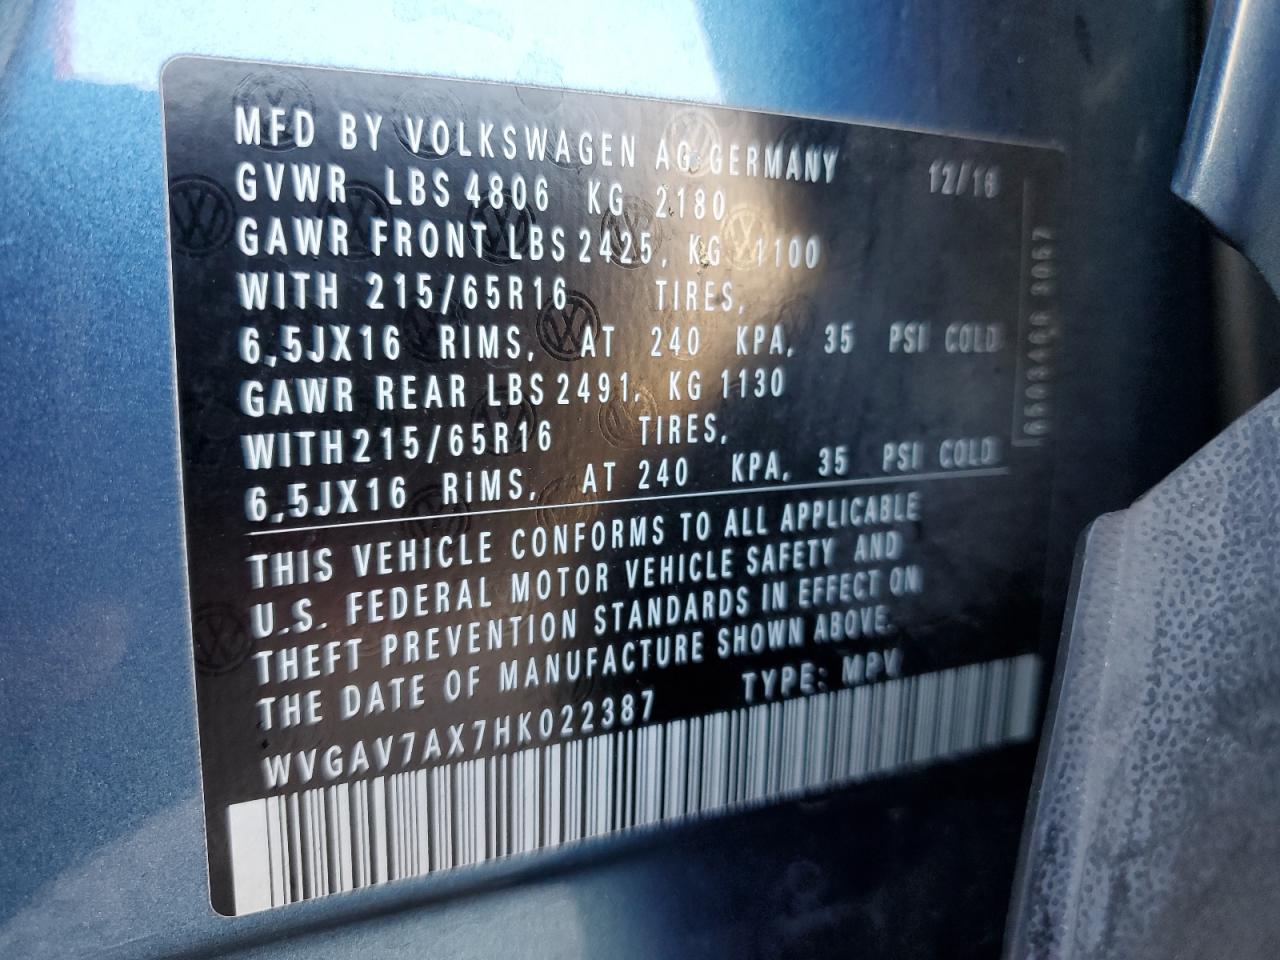 MFD BY VOLKSWAGEN AG GERMANY 12/16
GVWR LBS 4806 KG 2180
GAWR FRONT LBS 2425, KG 1100
WITH 215/65R16 TIRES,
6,5JX16 RIMS, AT 240 KPA, 35 PSI COLD
GAWR REAR LBS 2491, KG 1130
WITH 215/65R16 TIRES,
6,5JX16 RiMS, AT 240 KPA, 35 PSI COLD
THIS VEHICLE CONFORMS TO ALL APPLICABLE
U.S. FEDERAL MOTOR VEHICLE SAFETY AND
THEFT PREVENTION STANDARDS IN EFFECT ON
THE DATE OF MANUFACTURE SHOWN ABOVE.
WVGAV7AX7HK022387 TYPE: MPV